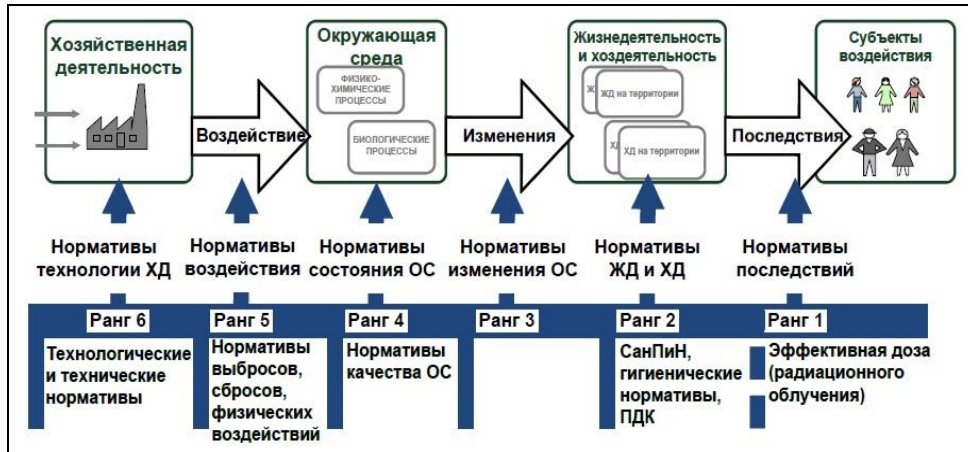 Хозяйственная
деятельность
Воздействие
Окружающая
среда
ФИЗИКО-
ХИМИЧЕСКИЕ
ПРОЦЕССЫ
БИОЛОГИЧЕСКИЕ
ПРОЦЕССЫ
Изменения
Жизнедеятельность
и хоздеятельность
Ж
ЖД на территории
ХД на территории
Последствия
Субъекты
воздействия
Нормативы
технологии ХД
Нормативы
воздействия
Нормативы
состояния ОС
Нормативы
изменения ОС
Нормативы
ЖД и ХД
Нормативы
последствий
Ранг 6
Ранг 5
Ранг 4
Ранг 3
Ранг 2
Ранг 1
Технологические
и технические
нормативы
Нормативы
выбросов,
сбросов,
физических
воздействий
Нормативы
качества ОС
СанПиН,
гигиенические
нормативы,
ПДК
Эффективная доза
(радиационного
облучения)